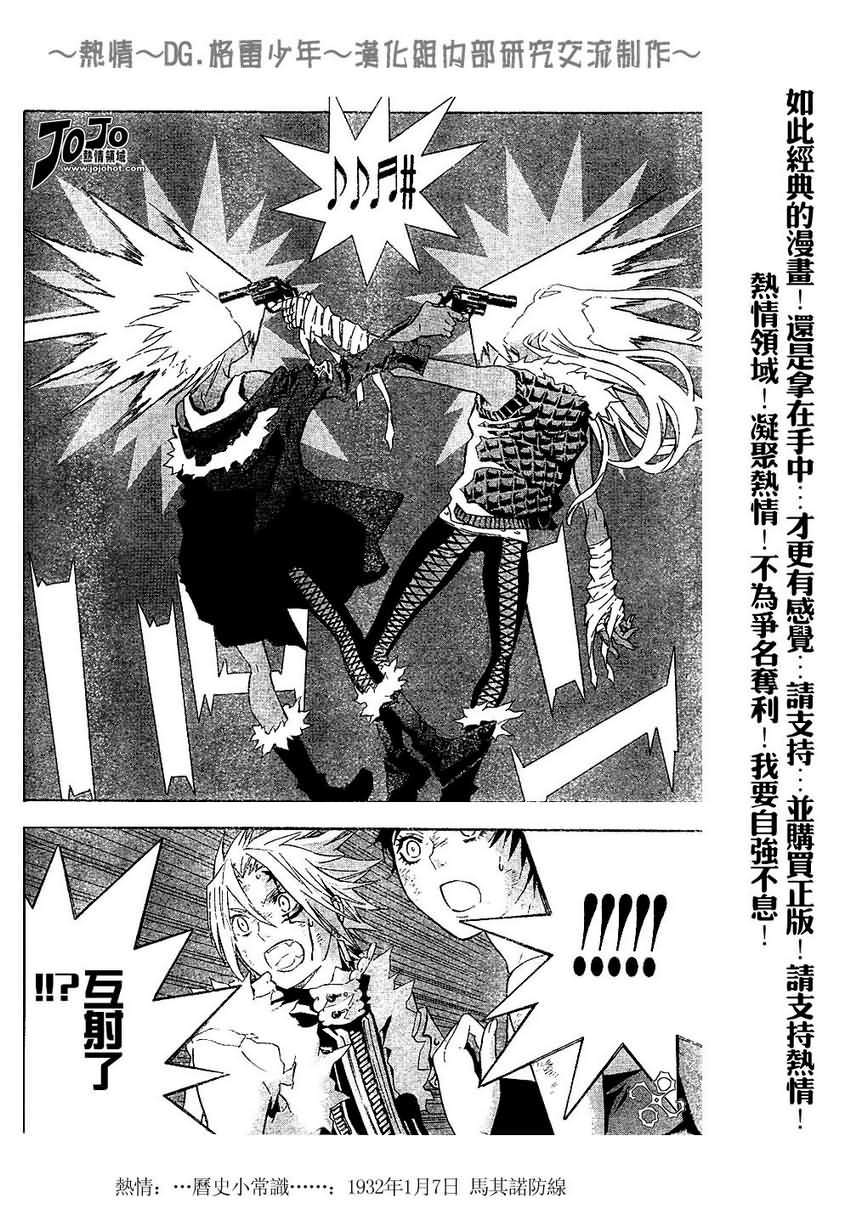 ～熱情～DG.格雷少年～漢化組內部研究交流制作～
如此經典的漫畫！還是拿在手中…才更有感覺…請支持…並購買正版！請支持熱情！
熱情領域！凝聚熱情！不為爭名奪利！我要自強不息！
JOJO
熱情領域
www.jojohot.com
♪♪♬#
!!!!!
互射了
!!?
熱情：…曆史小常識……：1932年1月7日 馬其諾防線